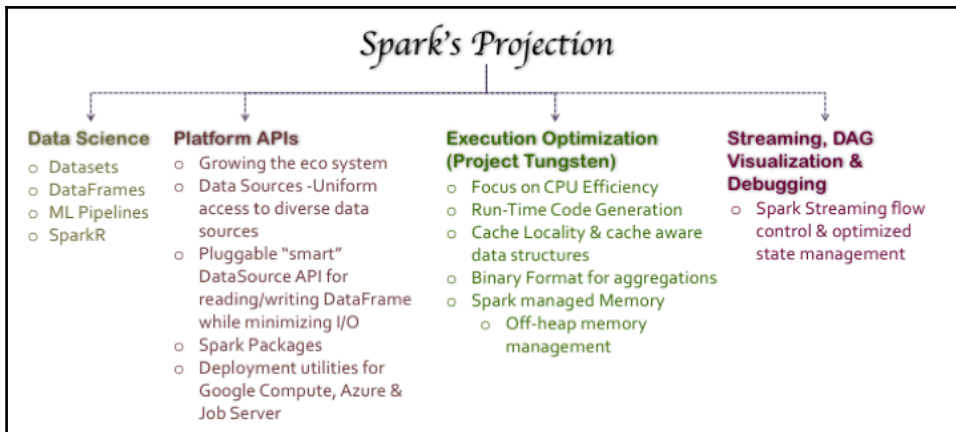 Spark's Projection
Data Science
o Datasets
o DataFrames
o ML Pipelines
o SparkR
Platform APIs
o Growing the eco system
o Data Sources -Uniform
access to diverse data
sources
o Pluggable “smart”
DataSource API for
reading/writing DataFrame
while minimizing I/O
o Spark Packages
o Deployment utilities for
Google Compute, Azure &
Job Server
Execution Optimization
(Project Tungsten)
o Focus on CPU Efficiency
o Run-Time Code Generation
o Cache Locality & cache aware
data structures
o Binary Format for aggregations
o Spark managed Memory
o Off-heap memory
management
Streaming, DAG
Visualization &
Debugging
o Spark Streaming flow
control & optimized
state management